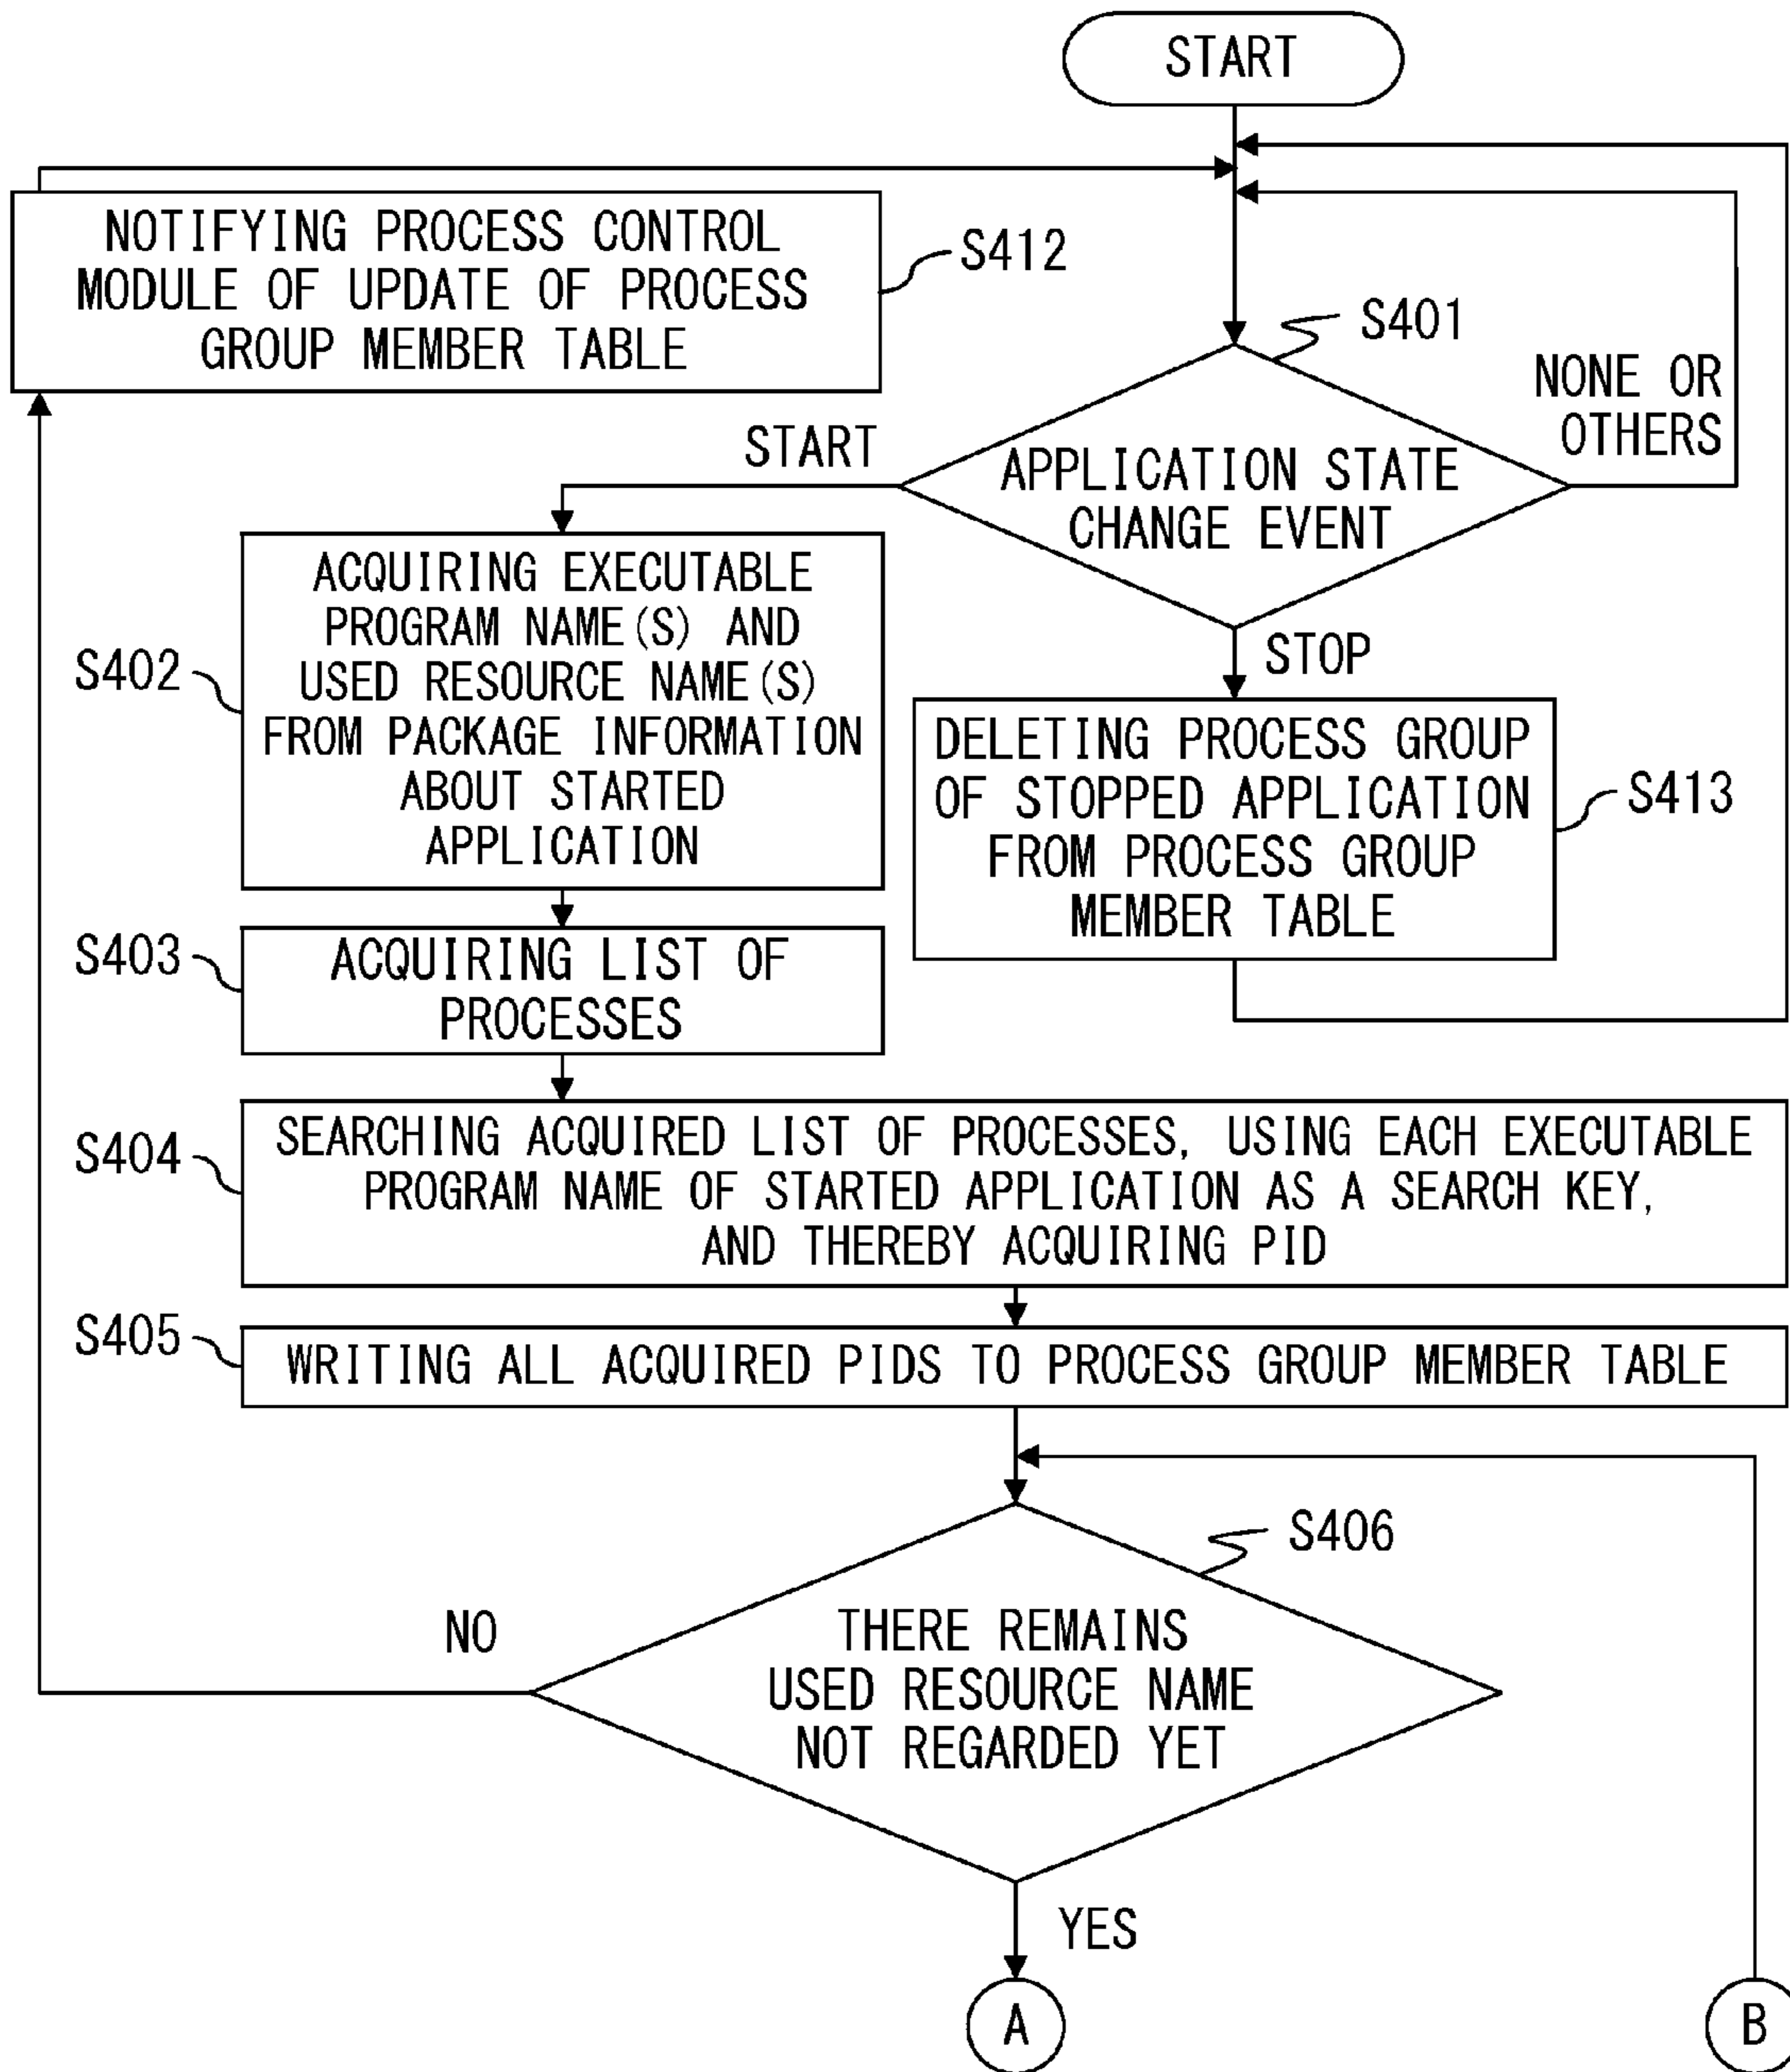 START
NOTIFYING PROCESS CONTROL
MODULE OF UPDATE OF PROCESS
GROUP MEMBER TABLE
S412
S401
NONE OR
OTHERS
START
APPLICATION STATE
CHANGE EVENT
STOP
S402
ACQUIRING EXECUTABLE
PROGRAM NAME(S) AND
USED RESOURCE NAME(S)
FROM PACKAGE INFORMATION
ABOUT STARTED
APPLICATION
DELETING PROCESS GROUP
OF STOPPED APPLICATION
FROM PROCESS GROUP
MEMBER TABLE
S413
S403
ACQUIRING LIST OF
PROCESSES
S404
SEARCHING ACQUIRED LIST OF PROCESSES, USING EACH EXECUTABLE
PROGRAM NAME OF STARTED APPLICATION AS A SEARCH KEY,
AND THEREBY ACQUIRING PID
S405
WRITING ALL ACQUIRED PIDS TO PROCESS GROUP MEMBER TABLE
S406
NO
THERE REMAINS
USED RESOURCE NAME
NOT REGARDED YET
YES
A
B